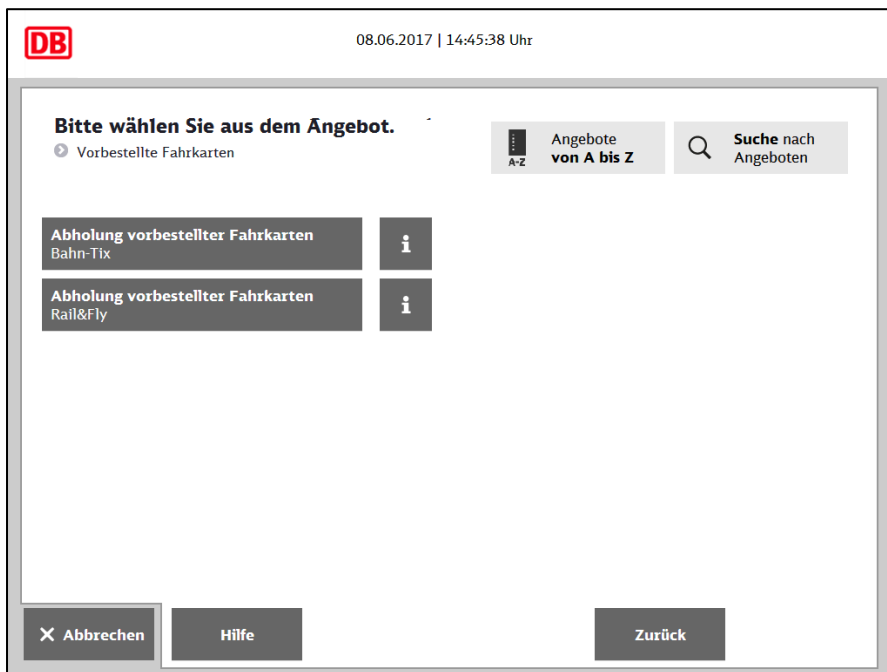 DB
08.06.2017 | 14:45:38 Uhr
Bitte wählen Sie aus dem Angebot.
Vorbestellte Fahrkarten
A-Z
Angebote
von A bis Z
Suche nach
Angeboten
Abholung vorbestellter Fahrkarten
Bahn-Tix
i
Abholung vorbestellter Fahrkarten
Rail&Fly
i
Abbrechen
Hilfe
Zurück